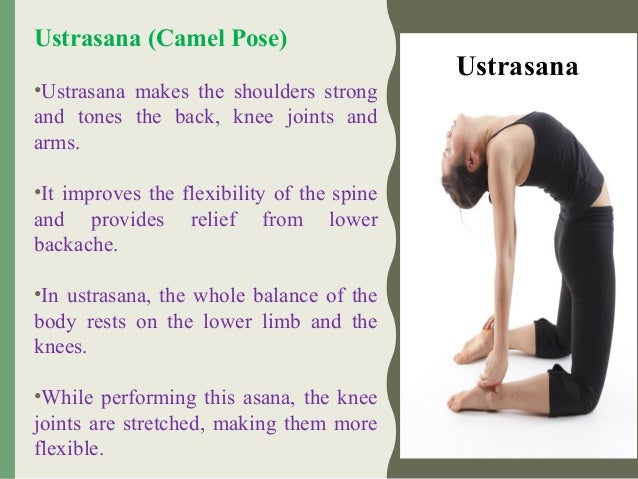 Ustrasana (Camel Pose)
•Ustrasana makes the shoulders strong
and tones the back, knee joints and
arms.
•It improves the flexibility of the spine
and provides relief from lower
backache.
•In ustrasana, the whole balance of the
body rests on the lower limb and the
knees.
•While performing this asana, the knee
joints are stretched, making them more
flexible.
Ustrasana